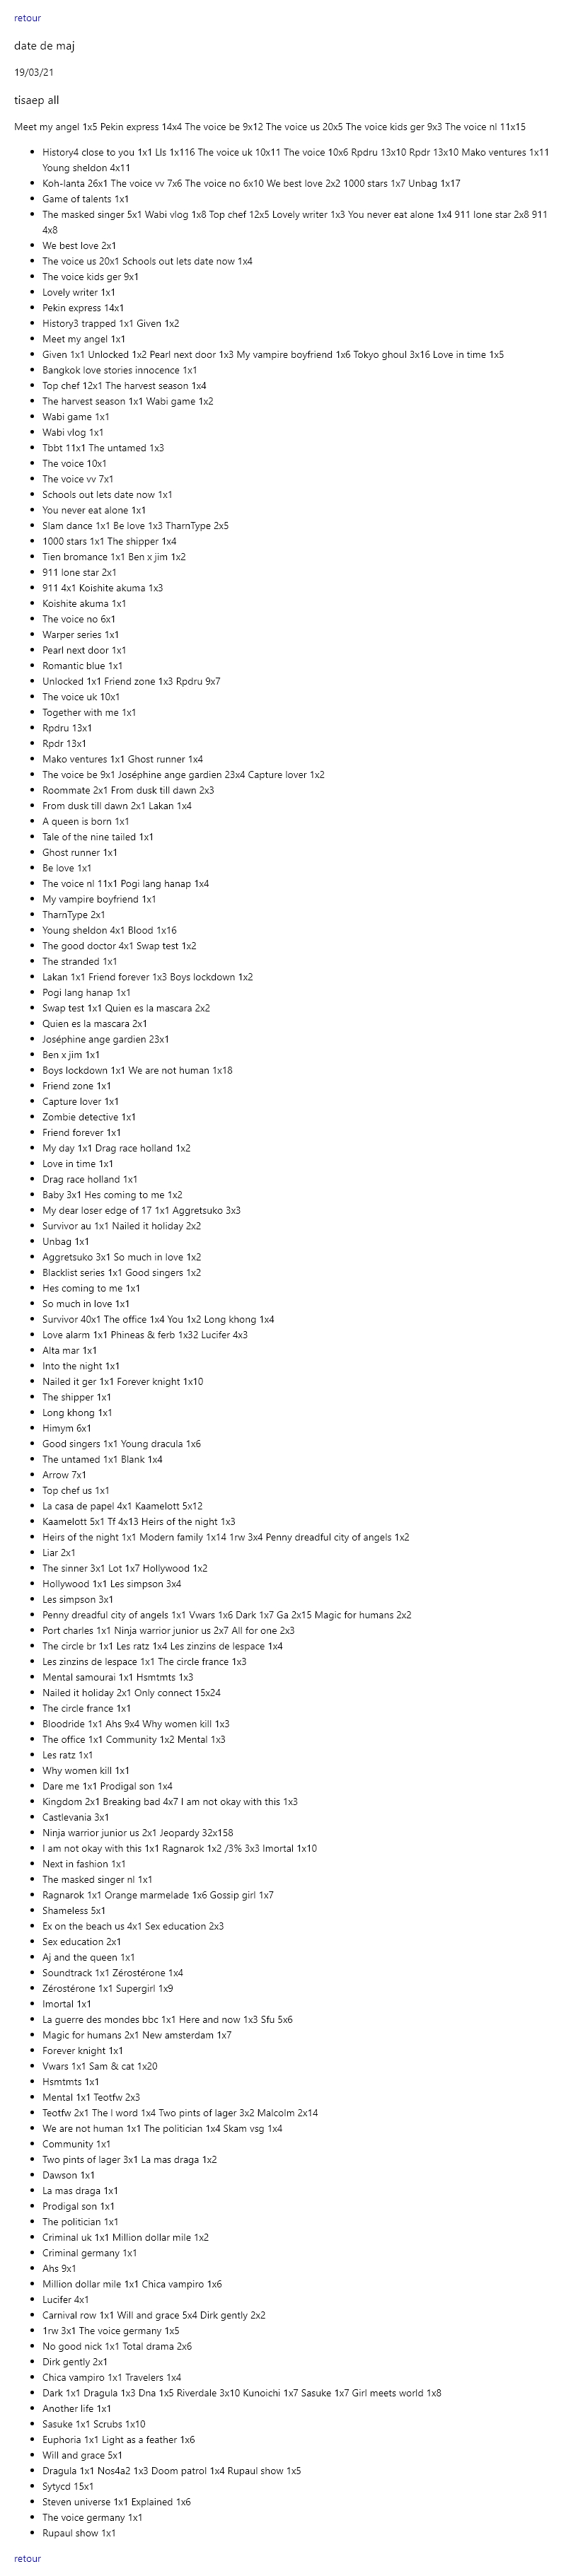 retour
date de maj
19/03/21
tisaep all
Meet my angel 1x5 Pekin express 14x4 The voice be 9x12 The voice us 20x5 The voice kids ger 9x3 The voice nl 11x15
History4 close to you 1x1 Lls 1x116 The voice uk 10x11 The voice 10x6 Rpdru 13x10 Rpdr 13x10 Mako ventures 1x11
Young sheldon 4x11
Koh-lanta 26x1 The voice vv 7x6 The voice no 6x10 We best love 2x2 1000 stars 1x7 Unbag 1x17
Game of talents 1x1
The masked singer 5x1 Wabi vlog 1x8 Top chef 12x5 Lovely writer 1x3 You never eat alone 1x4 911 lone star 2x8 911
4x8
We best love 2x1
The voice us 20x1 Schools out lets date now 1x4
The voice kids ger 9x1
Lovely writer 1x1
Pekin express 14x1
History3 trapped 1x1 Given 1x2
Meet my angel 1x1
Given 1x1 Unlocked 1x2 Pearl next door 1x3 My vampire boyfriend 1x6 Tokyo ghoul 3x16 Love in time 1x5
Bangkok love stories innocence 1x1
Top chef 12x1 The harvest season 1x4
The harvest season 1x1 Wabi game 1x2
Wabi game 1x1
Wabi vlog 1x1
Tbbt 11x1 The untamed 1x3
The voice 10x1
The voice vv 7x1
Schools out lets date now 1x1
You never eat alone 1x1
Slam dance 1x1 Be love 1x3 TharnType 2x5
1000 stars 1x1 The shipper 1x4
Tien bromance 1x1 Ben x jim 1x2
911 lone star 2x1
911 4x1 Koishite akuma 1x3
Koishite akuma 1x1
The voice no 6x1
Warper series 1x1
Pearl next door 1x1
Romantic blue 1x1
Unlocked 1x1 Friend zone 1x3 Rpdru 9x7
The voice uk 10x1
Together with me 1x1
Rpdru 13x1
Rpdr 13x1
Mako ventures 1x1 Ghost runner 1x4
The voice be 9x1 Joséphine ange gardien 23x4 Capture lover 1x2
Roommate 2x1 From dusk till dawn 2x3
From dusk till dawn 2x1 Lakan 1x4
A queen is born 1x1
Tale of the nine tailed 1x1
Ghost runner 1x1
Be love 1x1
The voice nl 11x1 Pogi lang hanap 1x4
My vampire boyfriend 1x1
TharnType 2x1
Young sheldon 4x1 Blood 1x16
The good doctor 4x1 Swap test 1x2
The stranded 1x1
Lakan 1x1 Friend forever 1x3 Boys lockdown 1x2
Pogi lang hanap 1x1
Swap test 1x1 Quien es la mascara 2x2
Quien es la mascara 2x1
Joséphine ange gardien 23x1
Ben x jim 1x1
Boys lockdown 1x1 We are not human 1x18
Friend zone 1x1
Capture lover 1x1
Zombie detective 1x1
Friend forever 1x1
My day 1x1 Drag race holland 1x2
Love in time 1x1
Drag race holland 1x1
Baby 3x1 Hes coming to me 1x2
My dear loser edge of 17 1x1 Aggretsuko 3x3
Survivor au 1x1 Nailed it holiday 2x2
Unbag 1x1
Aggretsuko 3x1 So much in love 1x2
Blacklist series 1x1 Good singers 1x2
Hes coming to me 1x1
So much in love 1x1
Survivor 40x1 The office 1x4 You 1x2 Long khong 1x4
Love alarm 1x1 Phineas & ferb 1x32 Lucifer 4x3
Alta mar 1x1
Into the night 1x1
Nailed it ger 1x1 Forever knight 1x10
The shipper 1x1
Long khong 1x1
Himym 6x1
Good singers 1x1 Young dracula 1x6
The untamed 1x1 Blank 1x4
Arrow 7x1
Top chef us 1x1
La casa de papel 4x1 Kaamelott 5x12
Kaamelott 5x1 Tf 4x13 Heirs of the night 1x3
Heirs of the night 1x1 Modern family 1x14 1rw 3x4 Penny dreadful city of angels 1x2
Liar 2x1
The sinner 3x1 Lot 1x7 Hollywood 1x2
Hollywood 1x1 Les simpson 3x4
Les simpson 3x1
Penny dreadful city of angels 1x1 Vwars 1x6 Dark 1x7 Ga 2x15 Magic for humans 2x2
Port charles 1x1 Ninja warrior junior us 2x7 All for one 2x3
The circle br 1x1 Les ratz 1x4 Les zinzins de lespace 1x4
Les zinzins de lespace 1x1 The circle france 1x3
Mental samourai 1x1 Hsmtmts 1x3
Nailed it holiday 2x1 Only connect 15x24
The circle france 1x1
Bloodride 1x1 Ahs 9x4 Why women kill 1x3
The office 1x1 Community 1x2 Mental 1x3
Les ratz 1x1
Why women kill 1x1
Dare me 1x1 Prodigal son 1x4
Kingdom 2x1 Breaking bad 4x7 I am not okay with this 1x3
Castlevania 3x1
Ninja warrior junior us 2x1 Jeopardy 32x158
I am not okay with this 1x1 Ragnarok 1x2 /3% 3x3 Imortal 1x10
Next in fashion 1x1
The masked singer nl 1x1
Ragnarok 1x1 Orange marmelade 1x6 Gossip girl 1x7
Shameless 5x1
Ex on the beach us 4x1 Sex education 2x3
Sex education 2x1
Aj and the queen 1x1
Soundtrack 1x1 Zérostérone 1x4
Zérostérone 1x1 Supergirl 1x9
Imortal 1x1
La guerre des mondes bbc 1x1 Here and now 1x3 Sfu 5x6
Magic for humans 2x1 New amsterdam 1x7
Forever knight 1x1
Vwars 1x1 Sam & cat 1x20
Hsmtmts 1x1
Mental 1x1 Teotfw 2x3
Teotfw 2x1 The l word 1x4 Two pints of lager 3x2 Malcolm 2x14
We are not human 1x1 The politician 1x4 Skam vsg 1x4
Community 1x1
Two pints of lager 3x1 La mas draga 1x2
Dawson 1x1
La mas draga 1x1
Prodigal son 1x1
The politician 1x1
Criminal uk 1x1 Million dollar mile 1x2
Criminal germany 1x1
Ahs 9x1
Million dollar mile 1x1 Chica vampiro 1x6
Lucifer 4x1
Carnival row 1x1 Will and grace 5x4 Dirk gently 2x2
1rw 3x1 The voice germany 1x5
No good nick 1x1 Total drama 2x6
Dirk gently 2x1
Chica vampiro 1x1 Travelers 1x4
Dark 1x1 Dragula 1x3 Dna 1x5 Riverdale 3x10 Kunoichi 1x7 Sasuke 1x7 Girl meets world 1x8
Another life 1x1
Sasuke 1x1 Scrubs 1x10
Euphoria 1x1 Light as a feather 1x6
Will and grace 5x1
Dragula 1x1 Nos4a2 1x3 Doom patrol 1x4 Rupaul show 1x5
Sytycd 15x1
Steven universe 1x1 Explained 1x6
The voice germany 1x1
Rupaul show 1x1
retour